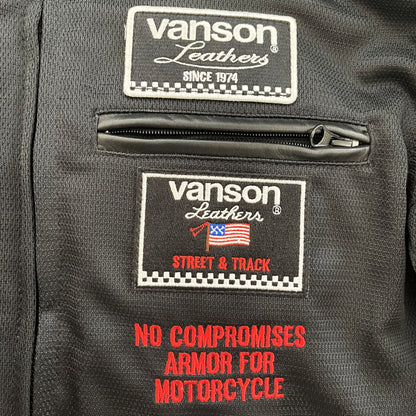 vanson
Leathers®
SINCE 1974
vanson
Leathers®
STREET & TRACK
NO COMPROMISES
ARMOR FOR
MOTORCYCLE